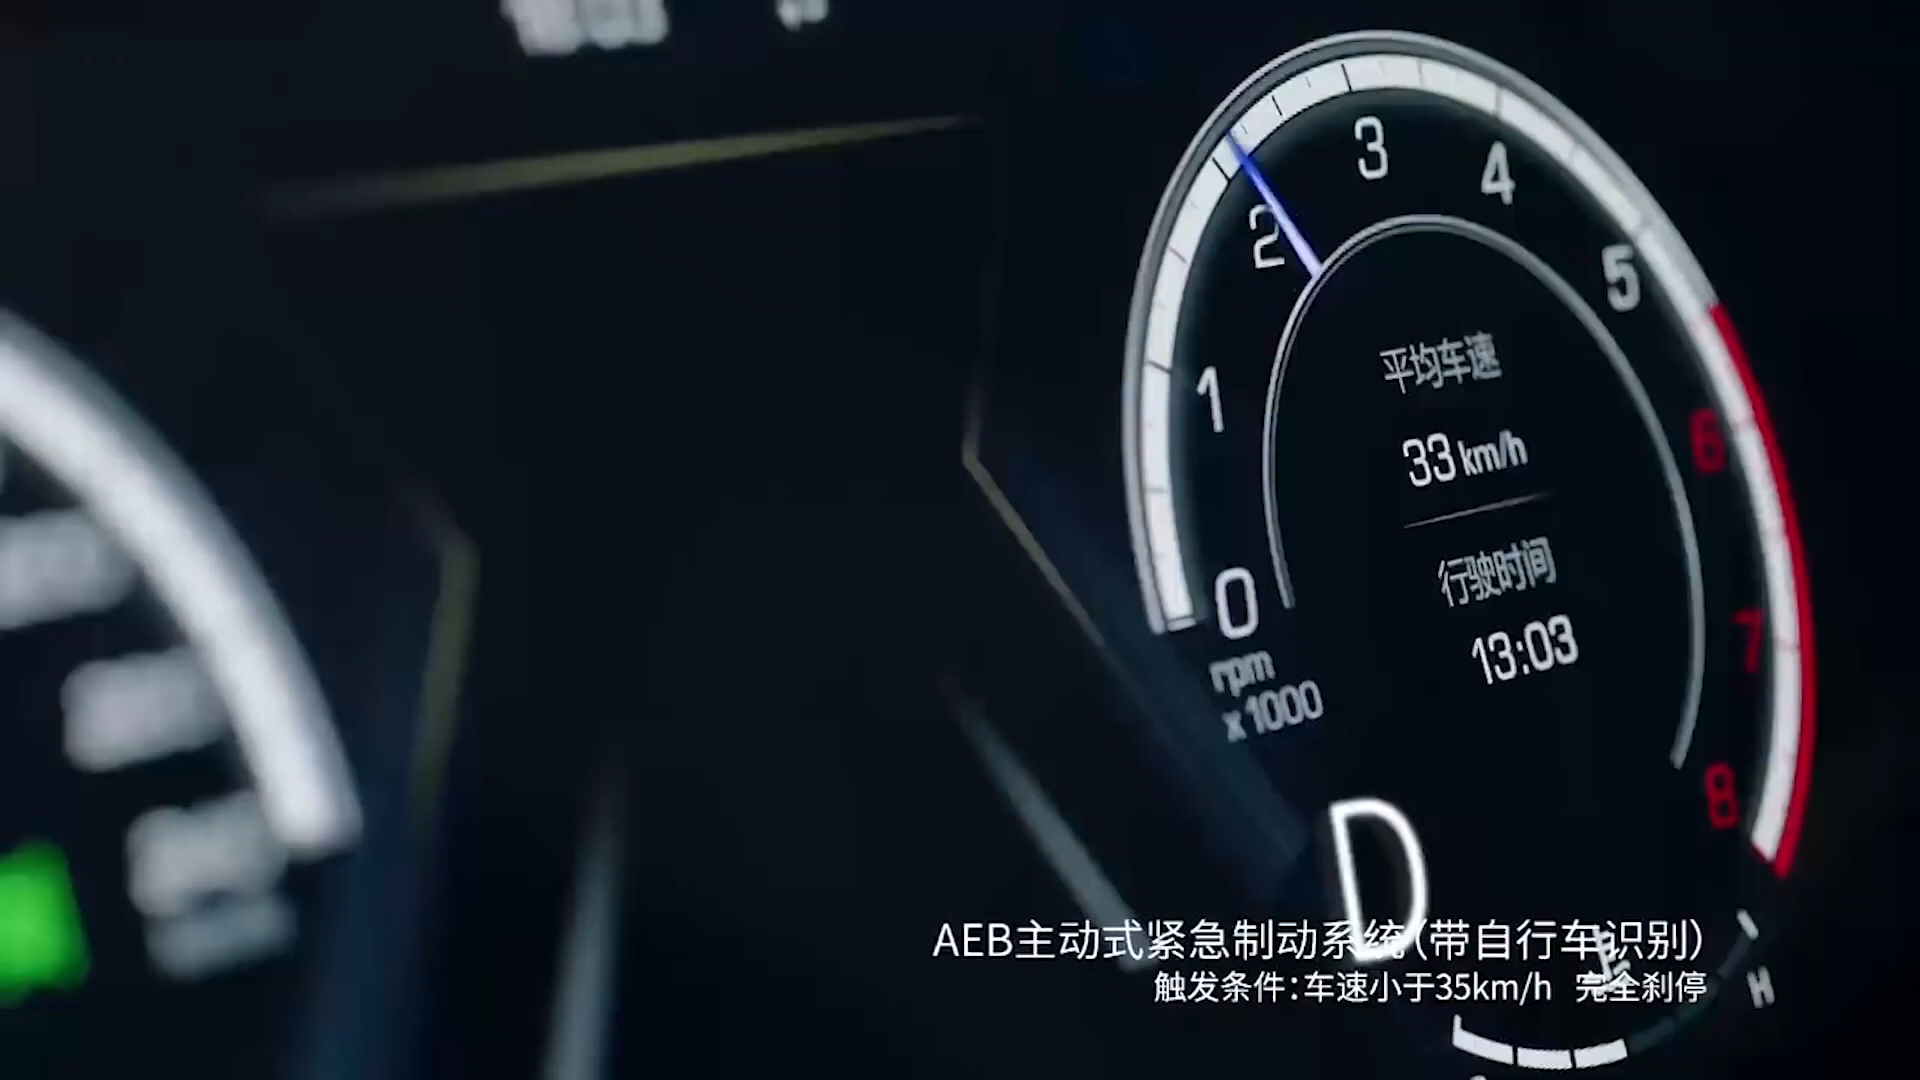 3
4
2
5
平均车速
1
33 km/h
6
行驶时间
0
13:03
7
rpm
x 1000
8
D
AEB主动式紧急制动系统(带自行车识别)
触发条件:车速小于35km/h 完全刹停
H